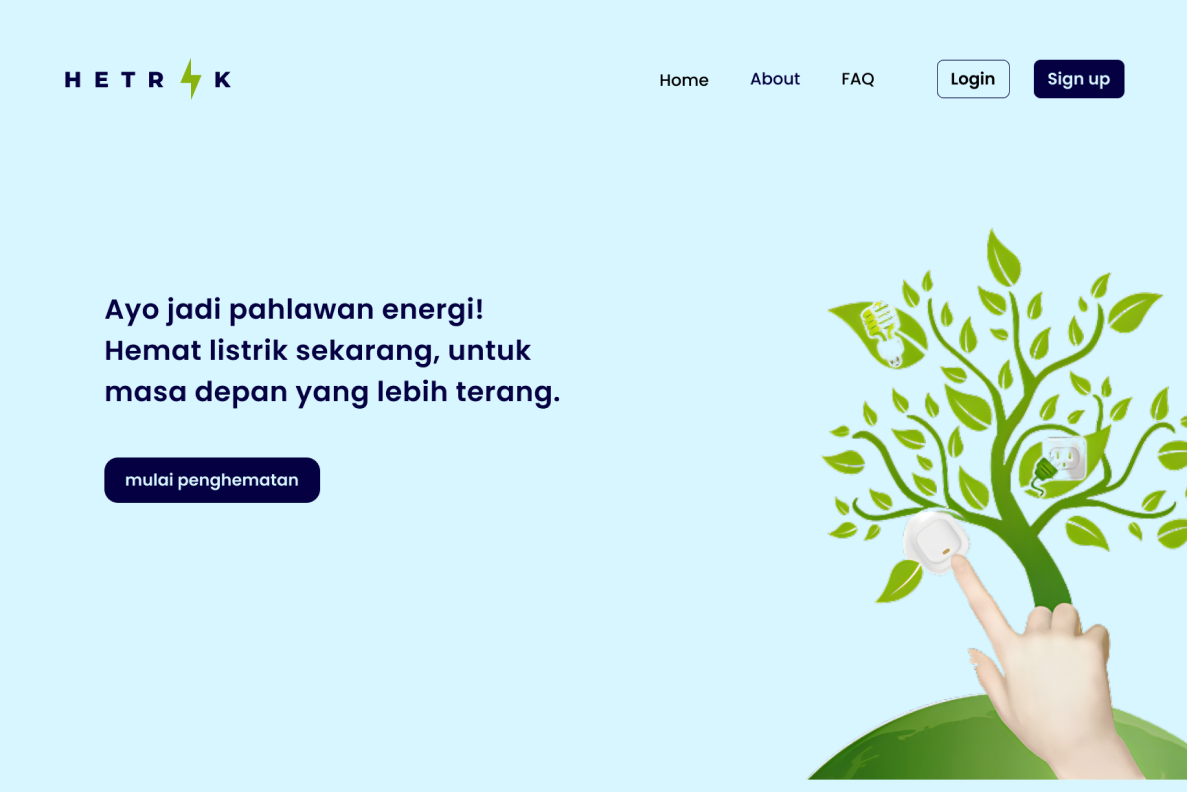 HETR K
Home
About
FAQ
Login
Sign up
Ayo jadi pahlawan energi!
Hemat listrik sekarang, untuk
masa depan yang lebih terang.
mulai penghematan